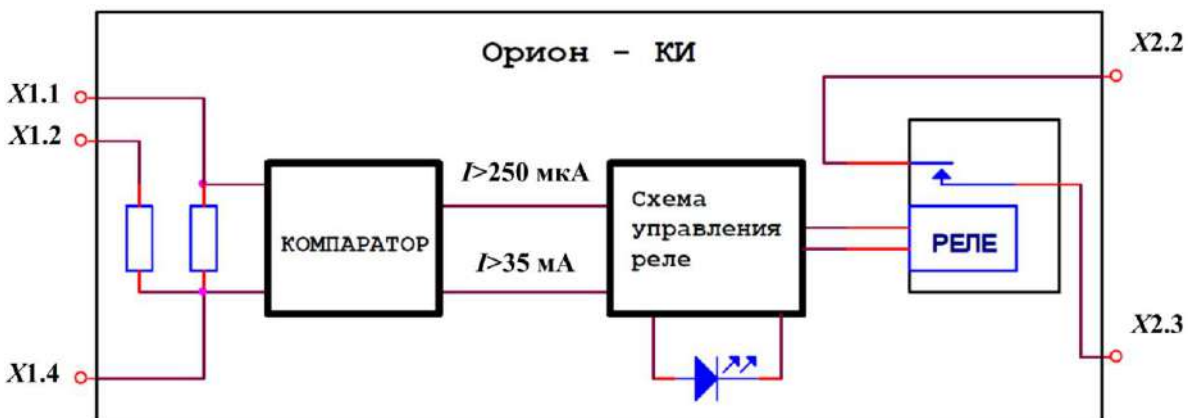 Орион - КИ
X2.2
X1.1
X1.2
I>250 мкА
Схема
управления
реле
КОМПАРАТОР
РЕЛЕ
I>35 мА
X2.3
X1.4